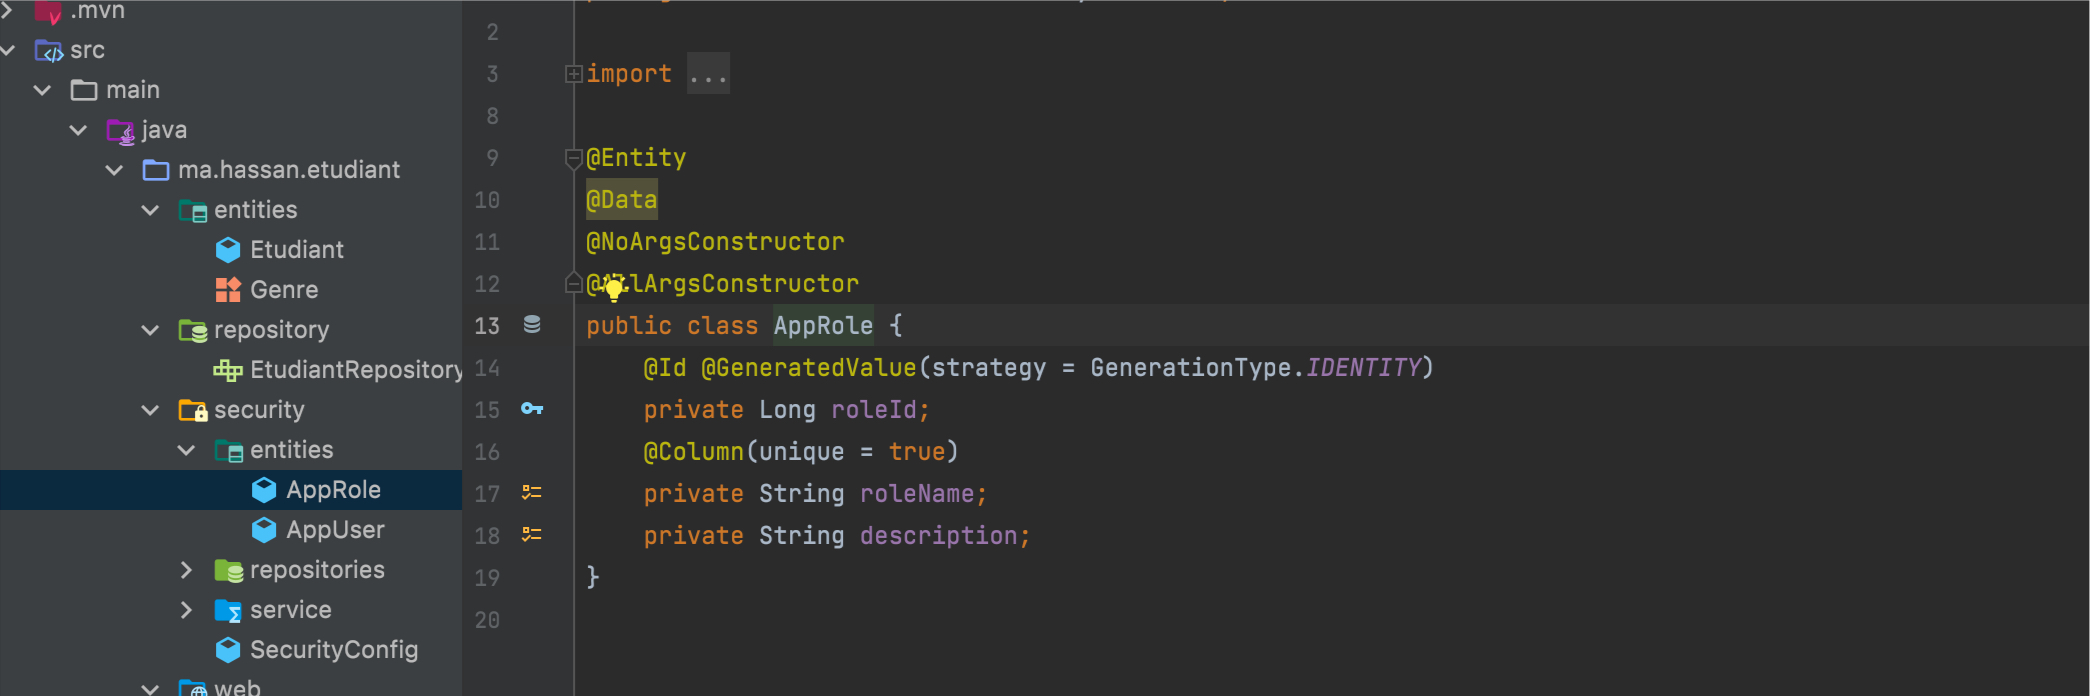 .mvn
src
main
java
ma.hassan.etudiant
entities
Etudiant
Genre
repository
EtudiantRepository
security
entities
AppRole
AppUser
repositories
service
SecurityConfig
web
2
3 import ...
8
9 @Entity
10 @Data
11 @NoArgsConstructor
12 @AllArgsConstructor
13 public class AppRole {
14 @Id @GeneratedValue(strategy = GenerationType.IDENTITY)
15 private Long roleId;
16 @Column(unique = true)
17 private String roleName;
18 private String description;
19 }
20